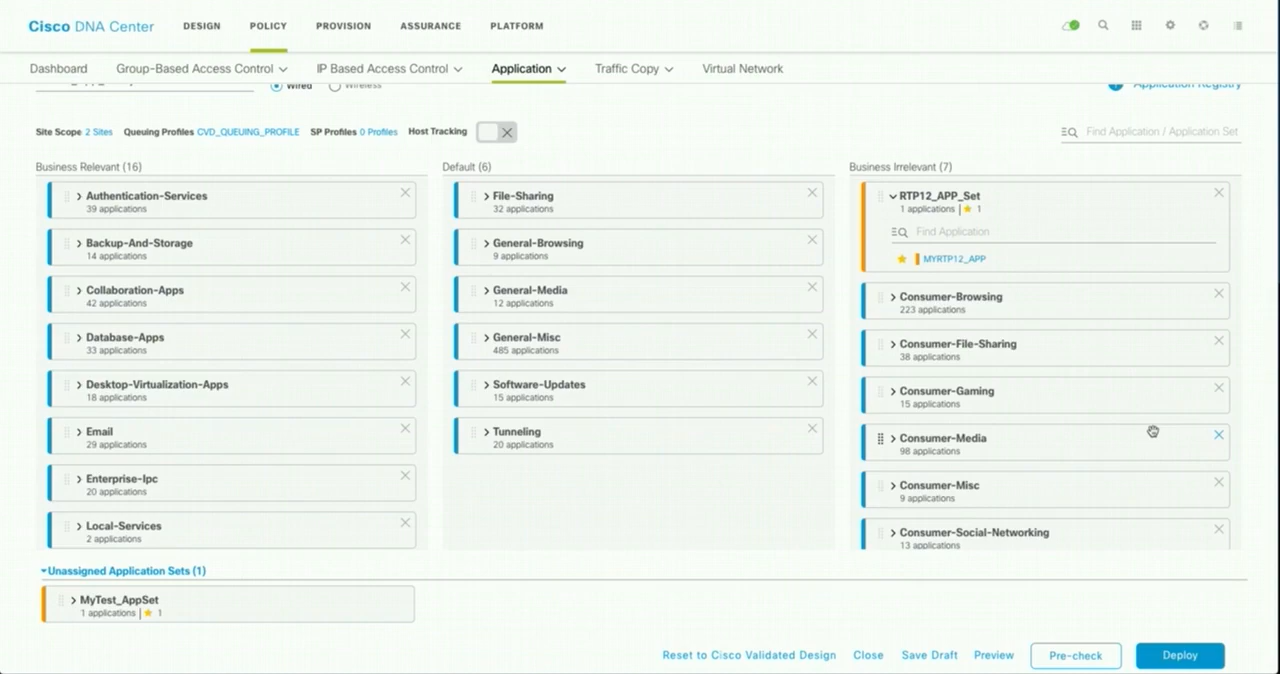 Cisco DNA Center
DESIGN
POLICY
PROVISION
ASSURANCE
PLATFORM
Dashboard
Group-Based Access Control
IP Based Access Control
Application
Traffic Copy
Virtual Network
Wired
Wireless
Application Registry
Site Scope 2 Sites
Queuing Profiles CVD_QUEUING_PROFILE
SP Profiles 0 Profiles
Host Tracking
Find Application / Application Set
Business Relevant (16)
Authentication-Services
39 applications
Backup-And-Storage
14 applications
Collaboration-Apps
42 applications
Database-Apps
33 applications
Desktop-Virtualization-Apps
18 applications
Email
29 applications
Enterprise-Ipc
20 applications
Local-Services
2 applications
Default (6)
File-Sharing
32 applications
General-Browsing
9 applications
General-Media
12 applications
General-Misc
485 applications
Software-Updates
15 applications
Tunneling
20 applications
Business Irrelevant (7)
RTP12_APP_Set
1 applications | 1
Find Application
MYRTP12_APP
Consumer-Browsing
223 applications
Consumer-File-Sharing
38 applications
Consumer-Gaming
15 applications
Consumer-Media
98 applications
Consumer-Misc
9 applications
Consumer-Social-Networking
13 applications
Unassigned Application Sets (1)
MyTest_AppSet
1 applications | 1
Reset to Cisco Validated Design
Close
Save Draft
Preview
Pre-check
Deploy